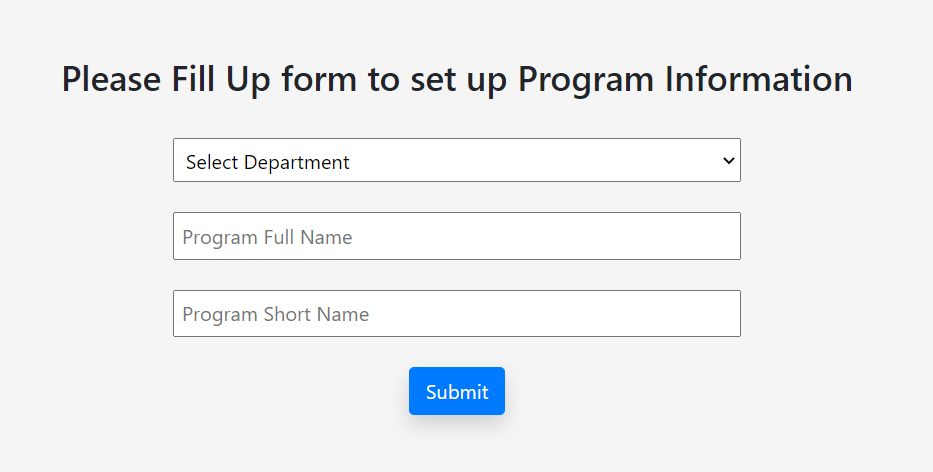 Please Fill Up form to set up Program Information
Select Department
Program Full Name
Program Short Name
Submit